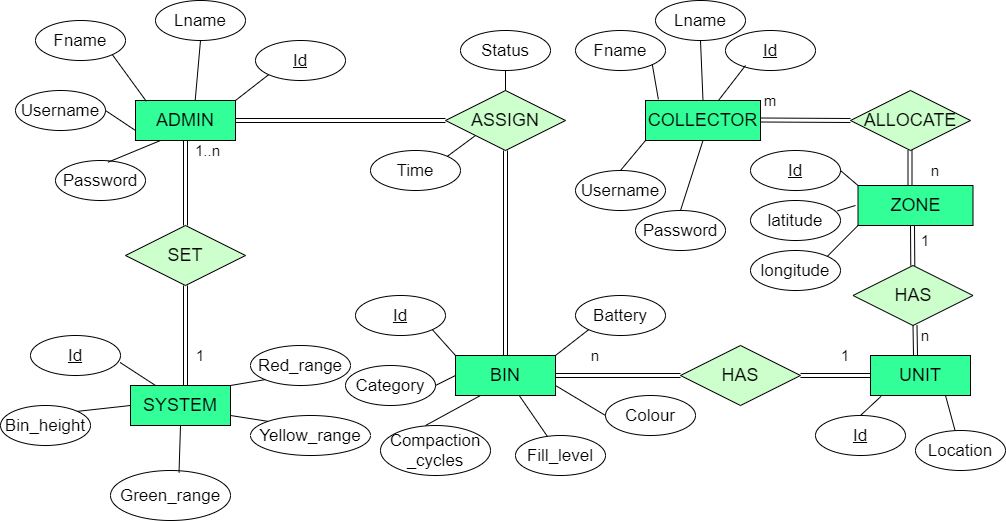 Lname
Fname
Id
Username
ADMIN
Password
1..n
SET
1
Id
Red_range
SYSTEM
Bin_height
Yellow_range
Green_range
Status
ASSIGN
Time
Id
Battery
Category
BIN
n
Colour
Compaction
_cycles
Fill_level
HAS
1
Lname
Fname
Id
COLLECTOR
m
ALLOCATE
n
Username
Password
Id
ZONE
latitude
longitude
1
HAS
n
UNIT
Id
Location